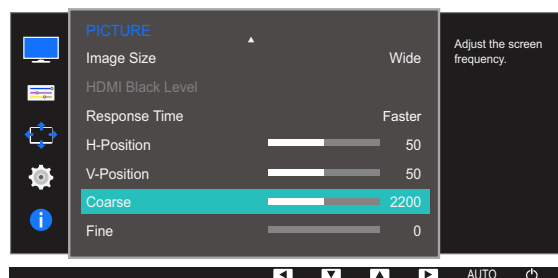 PICTURE
Image Size Wide
HDMI Black Level
Response Time Faster
H-Position 50
V-Position 50
Coarse 2200
Fine 0
Adjust the screen
frequency.
AUTO